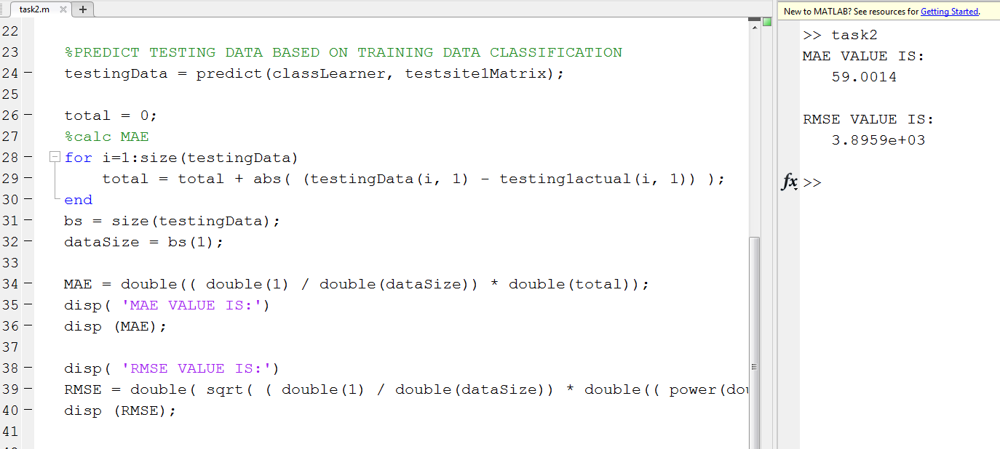 task2.m
22
23 %PREDICT TESTING DATA BASED ON TRAINING DATA CLASSIFICATION
24 testingData = predict(classLearner, testsite1Matrix);
25
26 total = 0;
27 %calc MAE
28 for i=1:size(testingData)
29 total = total + abs( (testingData(i, 1) - testing1actual(i, 1)) );
30 end
31 bs = size(testingData);
32 dataSize = bs(1);
33
34 MAE = double(( double(1) / double(dataSize)) * double(total));
35 disp( 'MAE VALUE IS:')
36 disp (MAE);
37
38 disp( 'RMSE VALUE IS:')
39 RMSE = double( sqrt( ( double(1) / double(dataSize)) * double(( power(dou
40 disp (RMSE);
41
New to MATLAB? See resources for Getting Started.
>> task2
MAE VALUE IS:
59.0014
RMSE VALUE IS:
3.8959e+03
fx >>